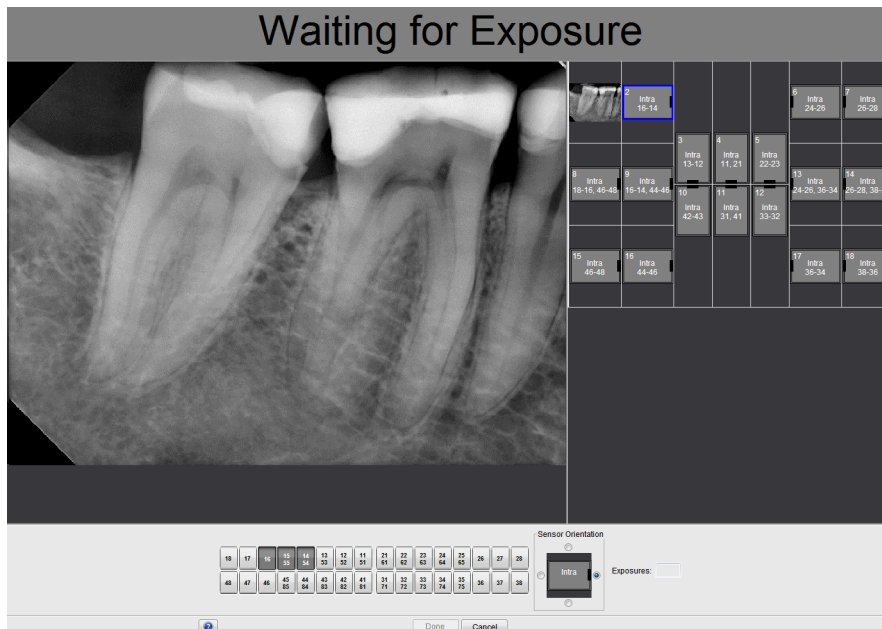 Waiting for Exposure
2
Intra
16-14
6
Intra
24-26
7
Intra
26-28
3
Intra
13-12
4
Intra
11, 21
5
Intra
22-23
8
Intra
18-16, 46-48
9
Intra
16-14, 44-46
13
Intra
24-26, 36-34
14
Intra
26-28, 38-
10
Intra
42-43
11
Intra
31, 41
12
Intra
33-32
15
Intra
46-48
16
Intra
44-46
17
Intra
36-34
18
Intra
38-36
Sensor Orientation
18 17 16 15 14 13 12 11 21 22 23 24 25 26 27 28
55 54 53 52 51 61 62 63 64 65
Intra
Exposures:
48 47 46 45 44 43 42 41 31 32 33 34 35 36 37 38
85 84 83 82 81 71 72 73 74 75
?
Done
Cancel